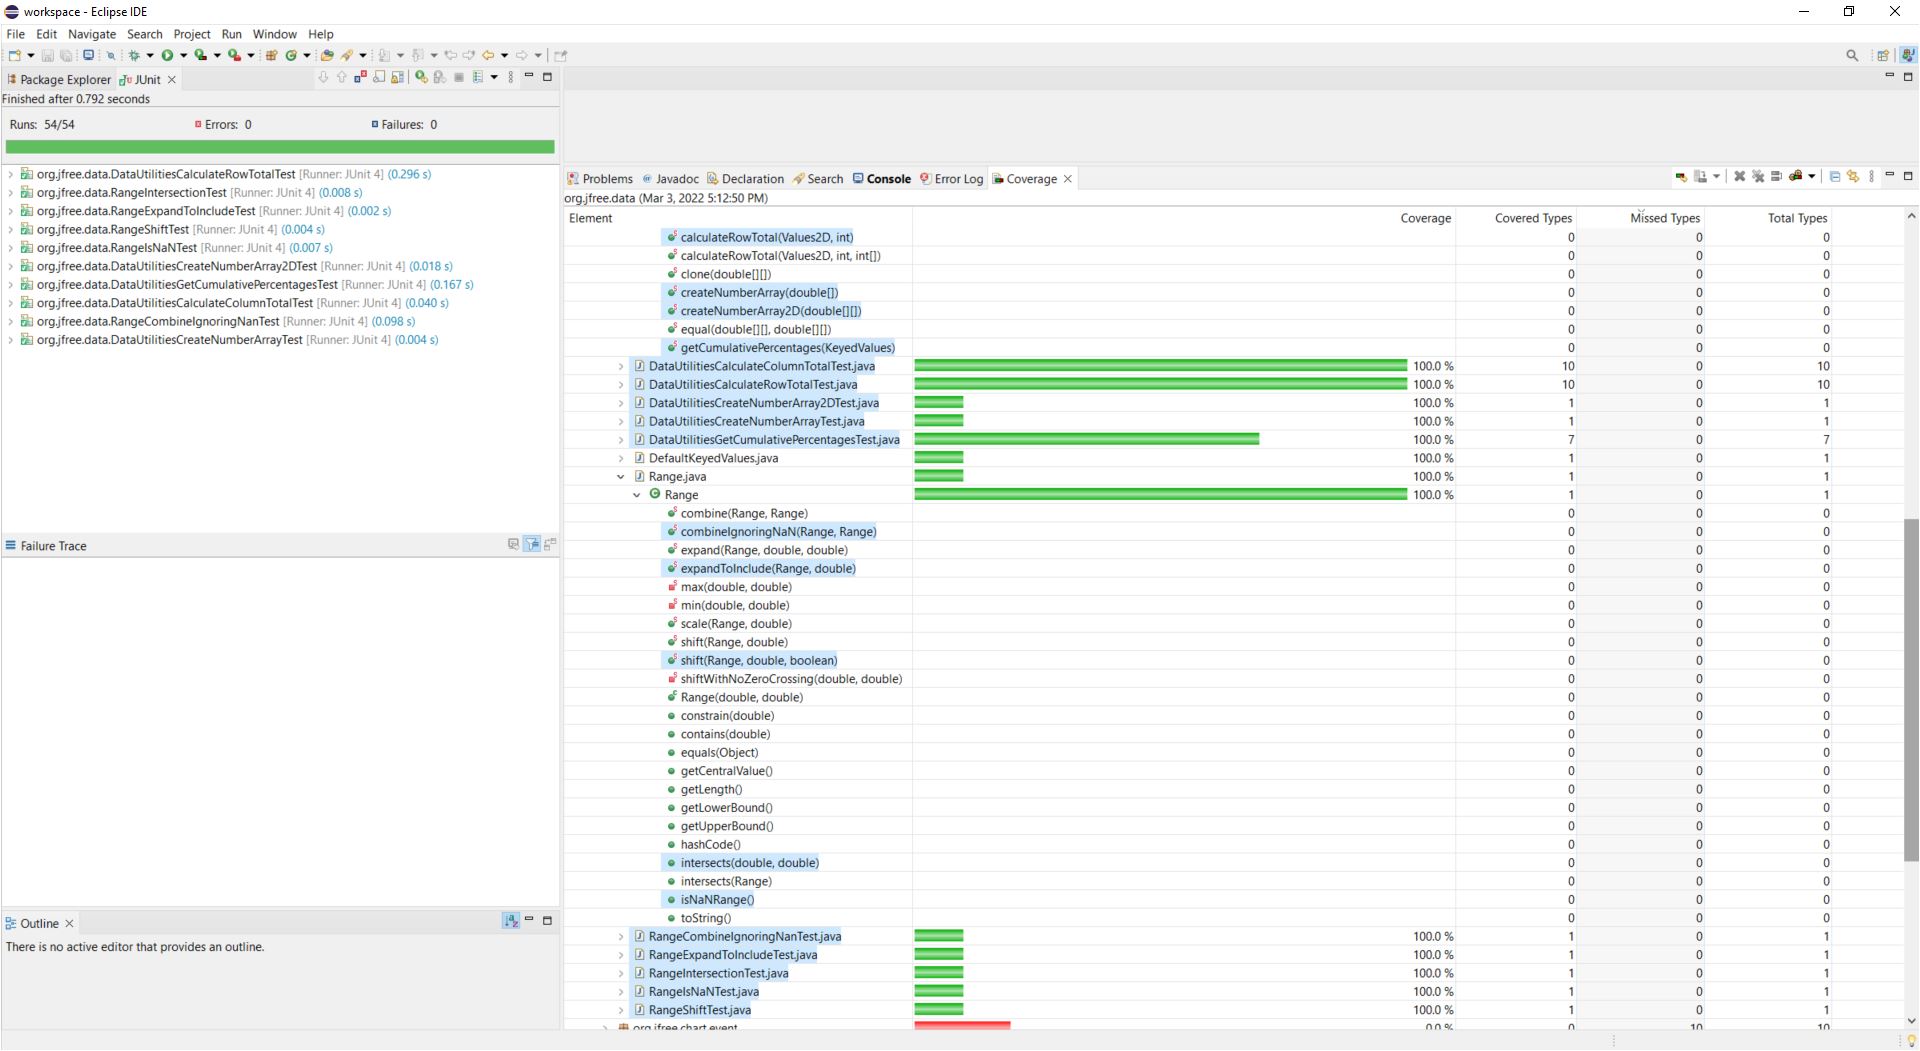 workspace - Eclipse IDE
File Edit Navigate Search Project Run Window Help
Package Explorer JUnit
Finished after 0.792 seconds
Runs: 54/54 Errors: 0 Failures: 0
org.jfree.data.DataUtilitiesCalculateRowTotalTest [Runner: JUnit 4] (0.296 s)
org.jfree.data.RangeIntersectionTest [Runner: JUnit 4] (0.008 s)
org.jfree.data.RangeExpandToIncludeTest [Runner: JUnit 4] (0.002 s)
org.jfree.data.RangeShiftTest [Runner: JUnit 4] (0.004 s)
org.jfree.data.RangeIsNaNTest [Runner: JUnit 4] (0.007 s)
org.jfree.data.DataUtilitiesCreateNumberArray2DTest [Runner: JUnit 4] (0.018 s)
org.jfree.data.DataUtilitiesGetCumulativePercentagesTest [Runner: JUnit 4] (0.167 s)
org.jfree.data.DataUtilitiesCalculateColumnTotalTest [Runner: JUnit 4] (0.040 s)
org.jfree.data.RangeCombineIgnoringNanTest [Runner: JUnit 4] (0.098 s)
org.jfree.data.DataUtilitiesCreateNumberArrayTest [Runner: JUnit 4] (0.004 s)
Failure Trace
Outline
There is no active editor that provides an outline.
Problems Javadoc Declaration Search Console Error Log Coverage
org.jfree.data (Mar 3, 2022 5:12:50 PM)
Element Coverage Covered Types Missed Types Total Types
calculateRowTotal(Values2D, int) 0 0 0
calculateRowTotal(Values2D, int, int[]) 0 0 0
clone(double[][]) 0 0 0
createNumberArray(double[]) 0 0 0
createNumberArray2D(double[][]) 0 0 0
equal(double[][], double[][]) 0 0 0
getCumulativePercentages(KeyedValues) 0 0 0
DataUtilitiesCalculateColumnTotalTest.java 100.0 % 10 0 10
DataUtilitiesCalculateRowTotalTest.java 100.0 % 10 0 10
DataUtilitiesCreateNumberArray2DTest.java 100.0 % 1 0 1
DataUtilitiesCreateNumberArrayTest.java 100.0 % 1 0 1
DataUtilitiesGetCumulativePercentagesTest.java 100.0 % 7 0 7
DefaultKeyedValues.java 100.0 % 1 0 1
Range.java 100.0 % 1 0 1
Range 100.0 % 1 0 1
combine(Range, Range) 0 0 0
combineIgnoringNaN(Range, Range) 0 0 0
expand(Range, double, double) 0 0 0
expandToInclude(Range, double) 0 0 0
max(double, double) 0 0 0
min(double, double) 0 0 0
scale(Range, double) 0 0 0
shift(Range, double) 0 0 0
shift(Range, double, boolean) 0 0 0
shiftWithNoZeroCrossing(double, double) 0 0 0
Range(double, double) 0 0 0
constrain(double) 0 0 0
contains(double) 0 0 0
equals(Object) 0 0 0
getCentralValue() 0 0 0
getLength() 0 0 0
getLowerBound() 0 0 0
getUpperBound() 0 0 0
hashCode() 0 0 0
intersects(double, double) 0 0 0
intersects(Range) 0 0 0
isNaNRange() 0 0 0
toString() 0 0 0
RangeCombineIgnoringNanTest.java 100.0 % 1 0 1
RangeExpandToIncludeTest.java 100.0 % 1 0 1
RangeIntersectionTest.java 100.0 % 1 0 1
RangeIsNaNTest.java 100.0 % 1 0 1
RangeShiftTest.java 100.0 % 1 0 1
org.jfree.chart.event 0.0 % 0 10 10